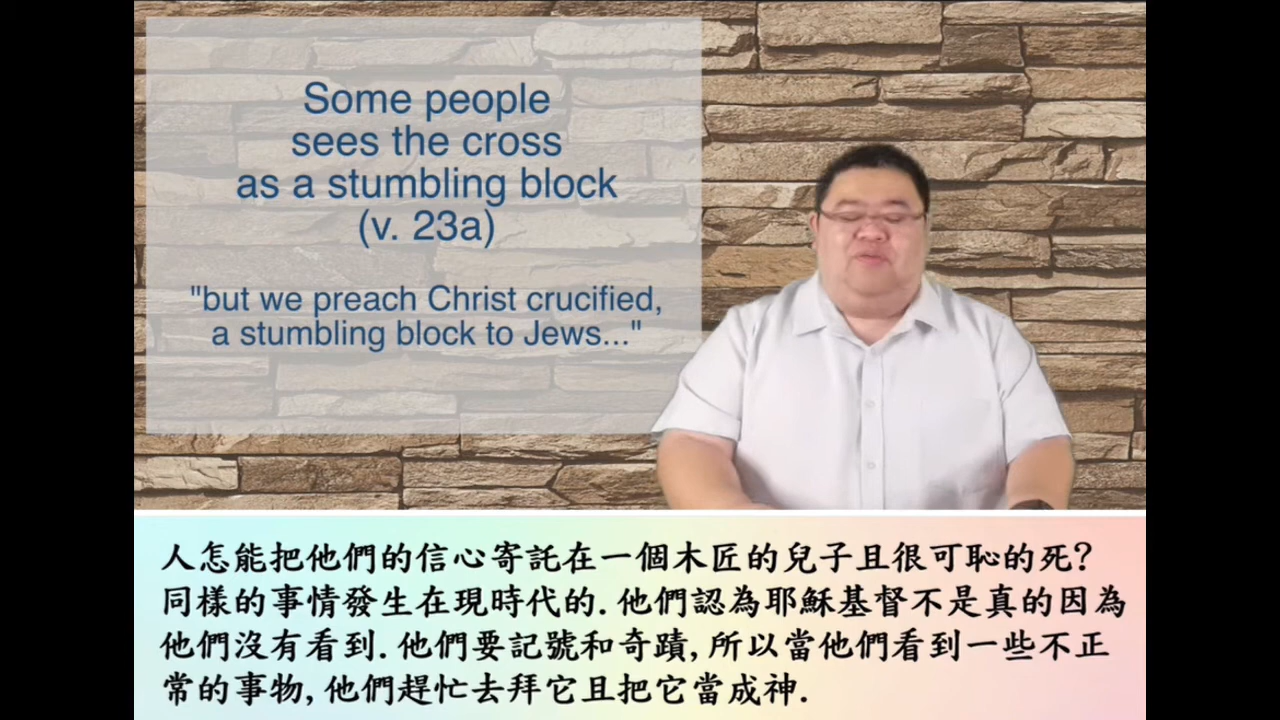 Some people
sees the cross
as a stumbling block
(v. 23a)
"but we preach Christ crucified,
a stumbling block to Jews..."
人怎能把他們的信心寄託在一個木匠的兒子且很可恥的死?
同樣的事情發生在現時代的. 他們認為耶穌基督不是真的因為
他們沒有看到. 他們要記號和奇蹟, 所以當他們看到一些不正
常的事物, 他們趕忙去拜它且把它當成神.